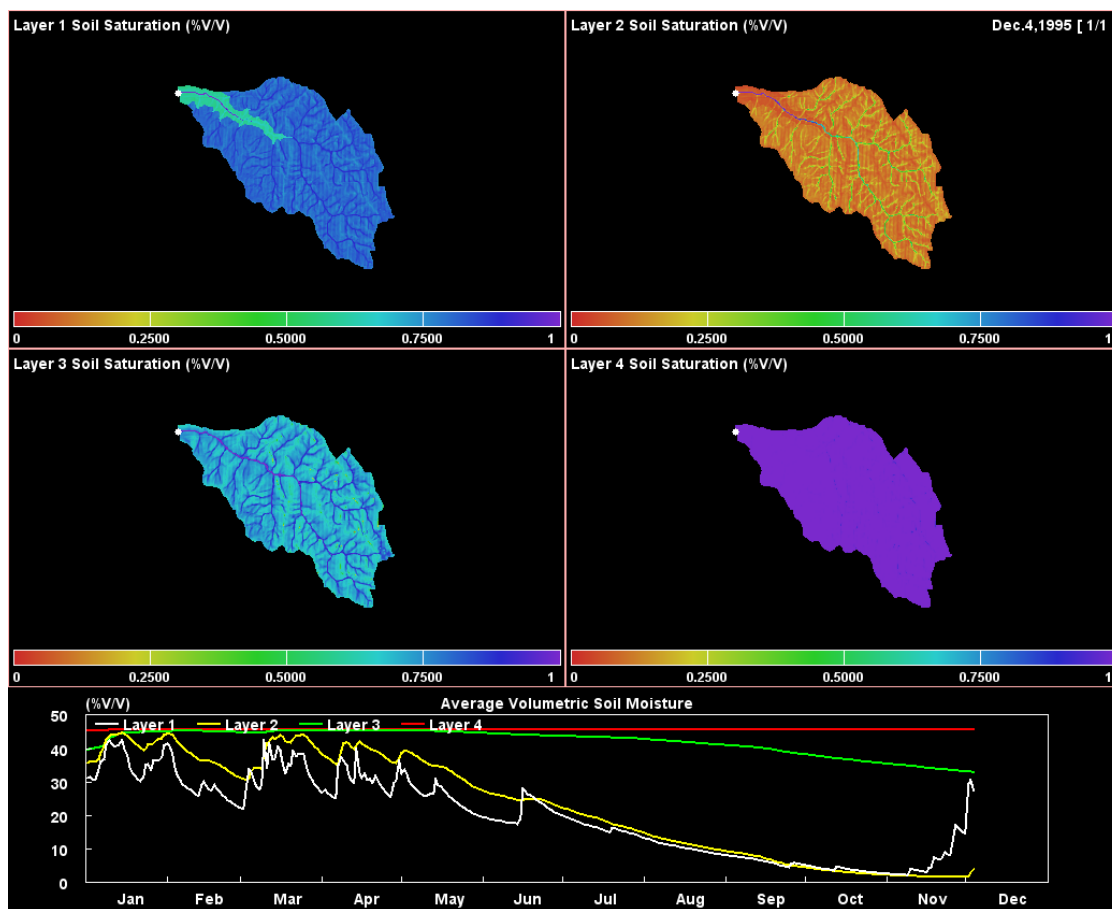 Layer 1 Soil Saturation (%V/V)
Layer 2 Soil Saturation (%V/V) Dec.4,1995 [ 1/1
0 0.2500 0.5000 0.7500 1
0 0.2500 0.5000 0.7500 1
Layer 3 Soil Saturation (%V/V)
Layer 4 Soil Saturation (%V/V)
0 0.2500 0.5000 0.7500 1
0 0.2500 0.5000 0.7500 1
(%V/V) Average Volumetric Soil Moisture
Layer 1 Layer 2 Layer 3 Layer 4
50
40
30
20
10
0
Jan Feb Mar Apr May Jun Jul Aug Sep Oct Nov Dec